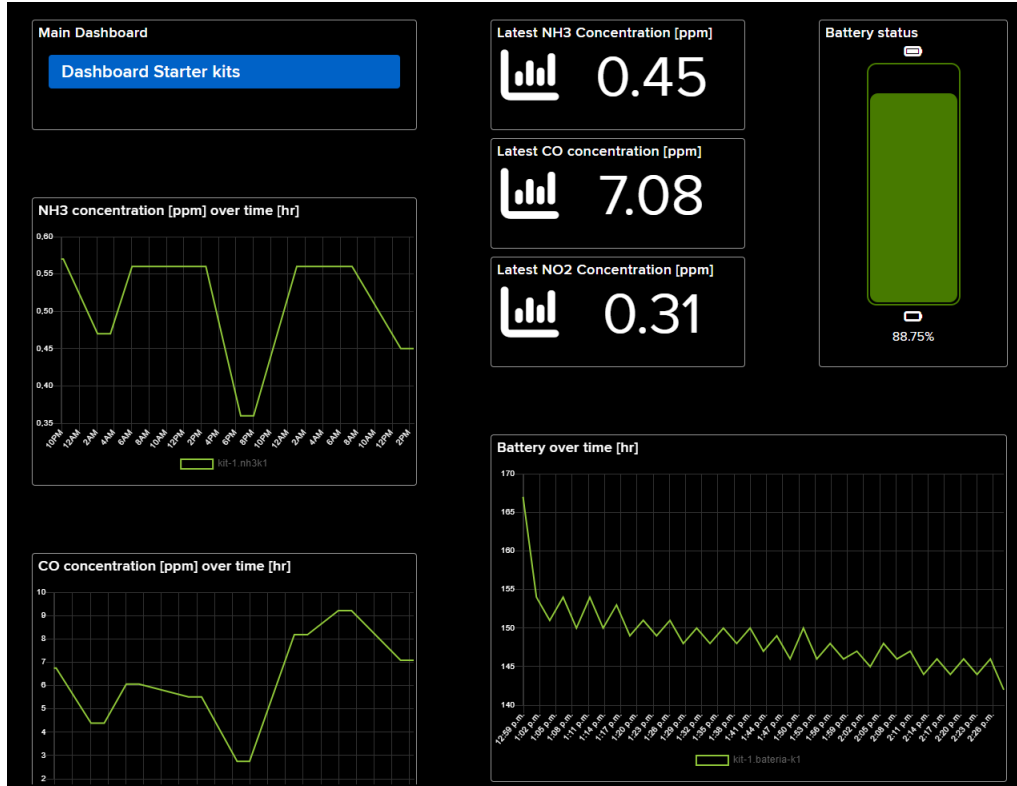 Main Dashboard
Dashboard Starter kits
Latest NH3 Concentration [ppm]
0.45
Latest CO concentration [ppm]
7.08
Latest NO2 Concentration [ppm]
0.31
Battery status
88.75%
NH3 concentration [ppm] over time [hr]
0,60
0,55
0,50
0,45
0,40
0,35
10PM 12AM 2AM 4AM 6AM 8AM 10AM 12PM 2PM 4PM 6PM 8PM 10PM 12AM 2AM 4AM 6AM 8AM 10AM 12PM 2PM
kit-1.nh3k1
CO concentration [ppm] over time [hr]
10
9
8
7
6
5
4
3
2
Battery over time [hr]
170
165
160
155
150
145
140
12:59 p.m. 1:02 p.m. 1:05 p.m. 1:08 p.m. 1:11 p.m. 1:14 p.m. 1:17 p.m. 1:20 p.m. 1:23 p.m. 1:26 p.m. 1:29 p.m. 1:32 p.m. 1:35 p.m. 1:38 p.m. 1:41 p.m. 1:44 p.m. 1:47 p.m. 1:50 p.m. 1:53 p.m. 1:56 p.m. 1:59 p.m. 2:02 p.m. 2:05 p.m. 2:08 p.m. 2:11 p.m. 2:14 p.m. 2:17 p.m. 2:20 p.m. 2:23 p.m. 2:26 p.m.
kit-1.bateria-k1